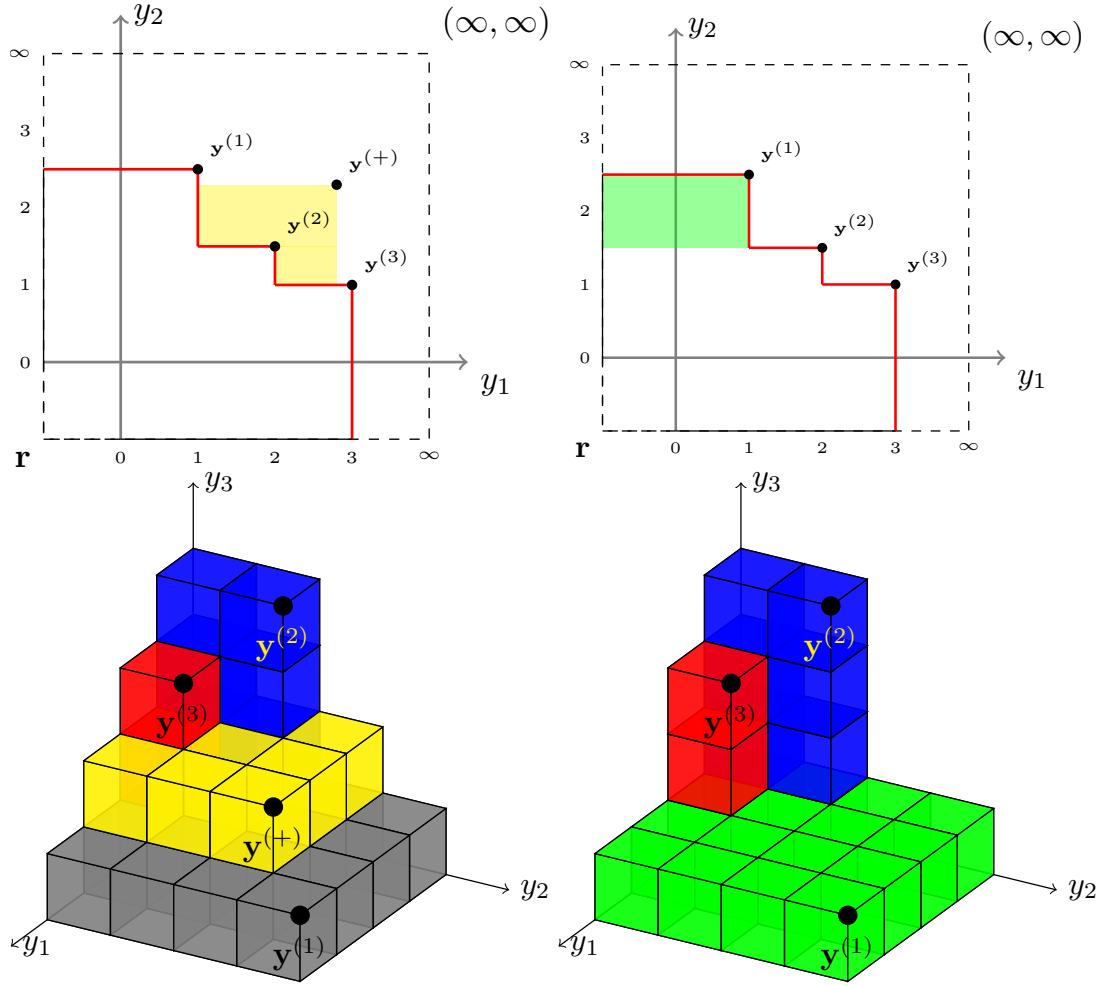 y₂
(∞, ∞)
∞
3
2
1
0
y⁽¹⁾
y⁽⁺⁾
y⁽²⁾
y⁽³⁾
y₁
r
0 1 2 3 ∞
y₂
(∞, ∞)
∞
3
2
1
0
y⁽¹⁾
y⁽²⁾
y⁽³⁾
y₁
r
0 1 2 3 ∞
y₃
y⁽²⁾
y⁽³⁾
y⁽⁺⁾
y₂
y₁
y⁽¹⁾
y₃
y⁽²⁾
y⁽³⁾
y₂
y₁
y⁽¹⁾